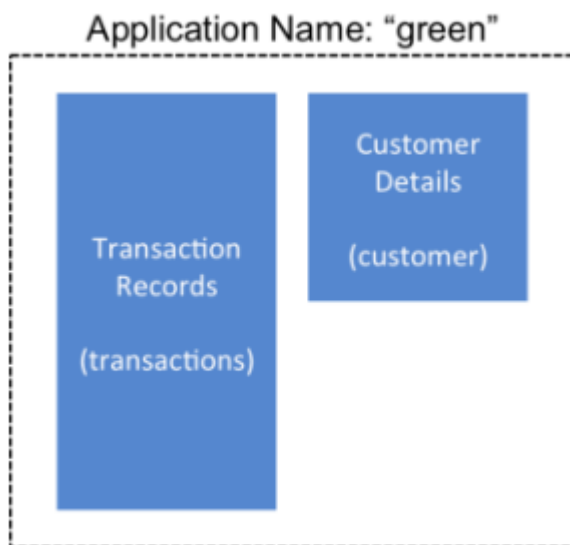 Application Name: “green”
Transaction
Records
(transactions)
Customer
Details
(customer)